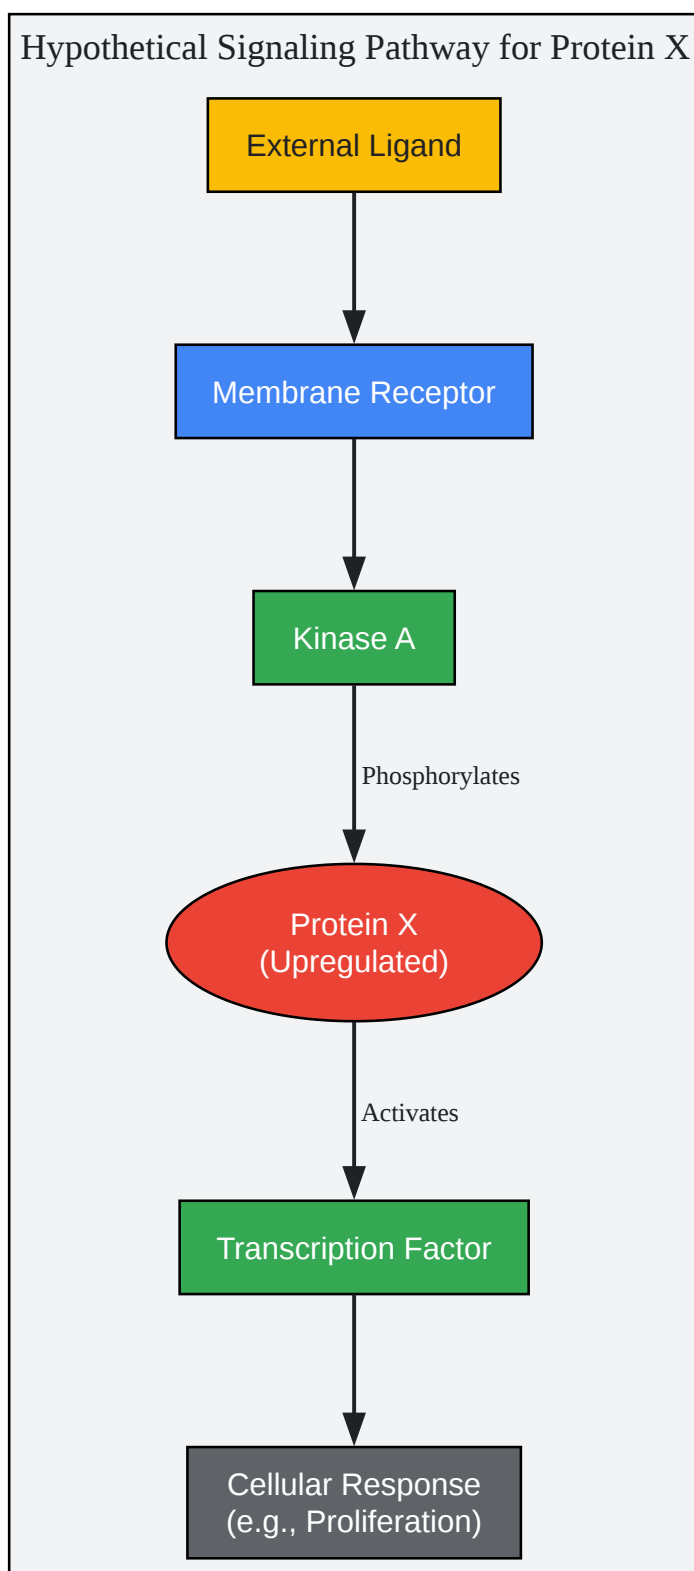 Hypothetical Signaling Pathway for Protein X
External Ligand
Membrane Receptor
Kinase A
Phosphorylates
Protein X
(Upregulated)
Activates
Transcription Factor
Cellular Response
(e.g., Proliferation)